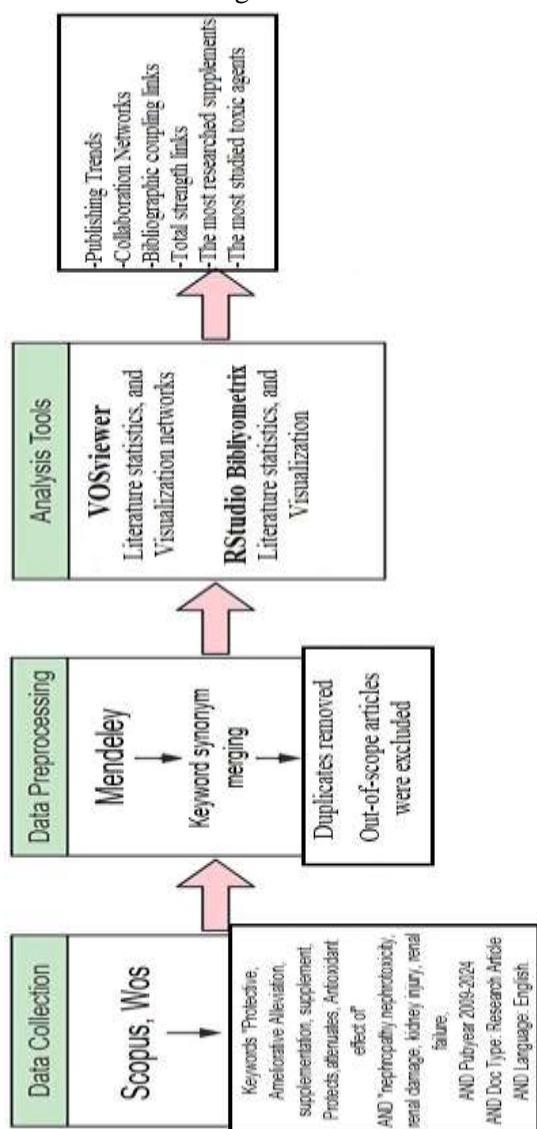 Data Collection
Scopus, Wos
Keywords "Protective,
Ameliorative Alleviation,
supplementation, supplement,
Protects,attenuates, Antioxidant
effect of"
AND "nephropathy,nephrotoxicity,
renal damage, kidney injury, renal
failure,
AND Pubyear 2009-2024
AND Doc Type: Research Article
AND Language: English.
Data Preprocessing
Mendeley
Keyword synonym
merging
Duplicates removed
Out-of-scope articles
were excluded
Analysis Tools
VOSviewer
Literature statistics, and
Visualization networks
RStudio Bibliyometrix
Literature statistics, and
Visualization
-Publishing Trends
-Collaboration Networks
-Bibliographic coupling links
-Total strength links
-The most researched supplements
-The most studied toxic agents